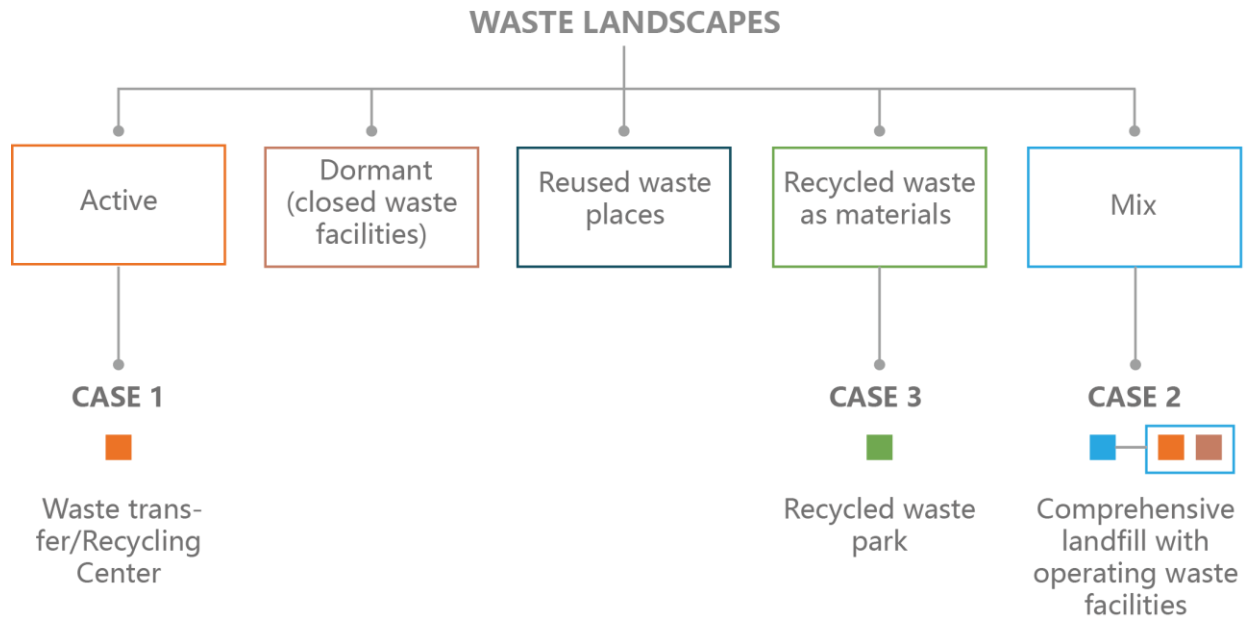 WASTE LANDSCAPES
Active
Dormant
(closed waste
facilities)
Reused waste
places
Recycled waste
as materials
Mix
CASE 1
Waste trans-
fer/Recycling
Center
CASE 3
Recycled waste
park
CASE 2
Comprehensive
landfill with
operating waste
facilities